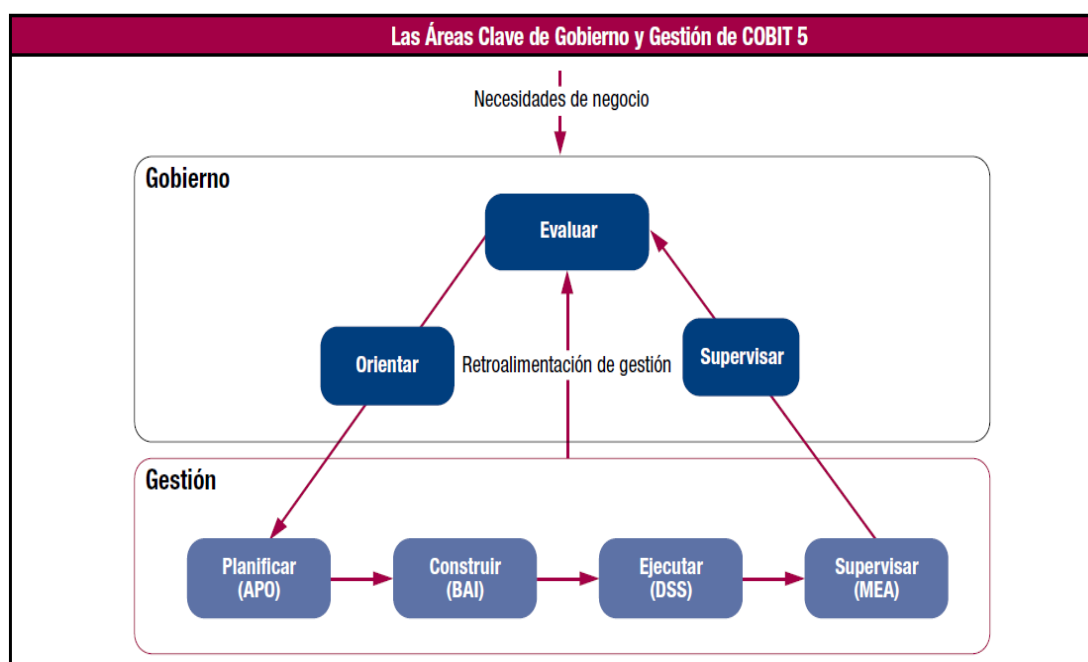 Las Áreas Clave de Gobierno y Gestión de COBIT 5
Necesidades de negocio
Gobierno
Evaluar
Orientar
Retroalimentación de gestión
Supervisar
Gestión
Planificar
(APO)
Construir
(BAI)
Ejecutar
(DSS)
Supervisar
(MEA)